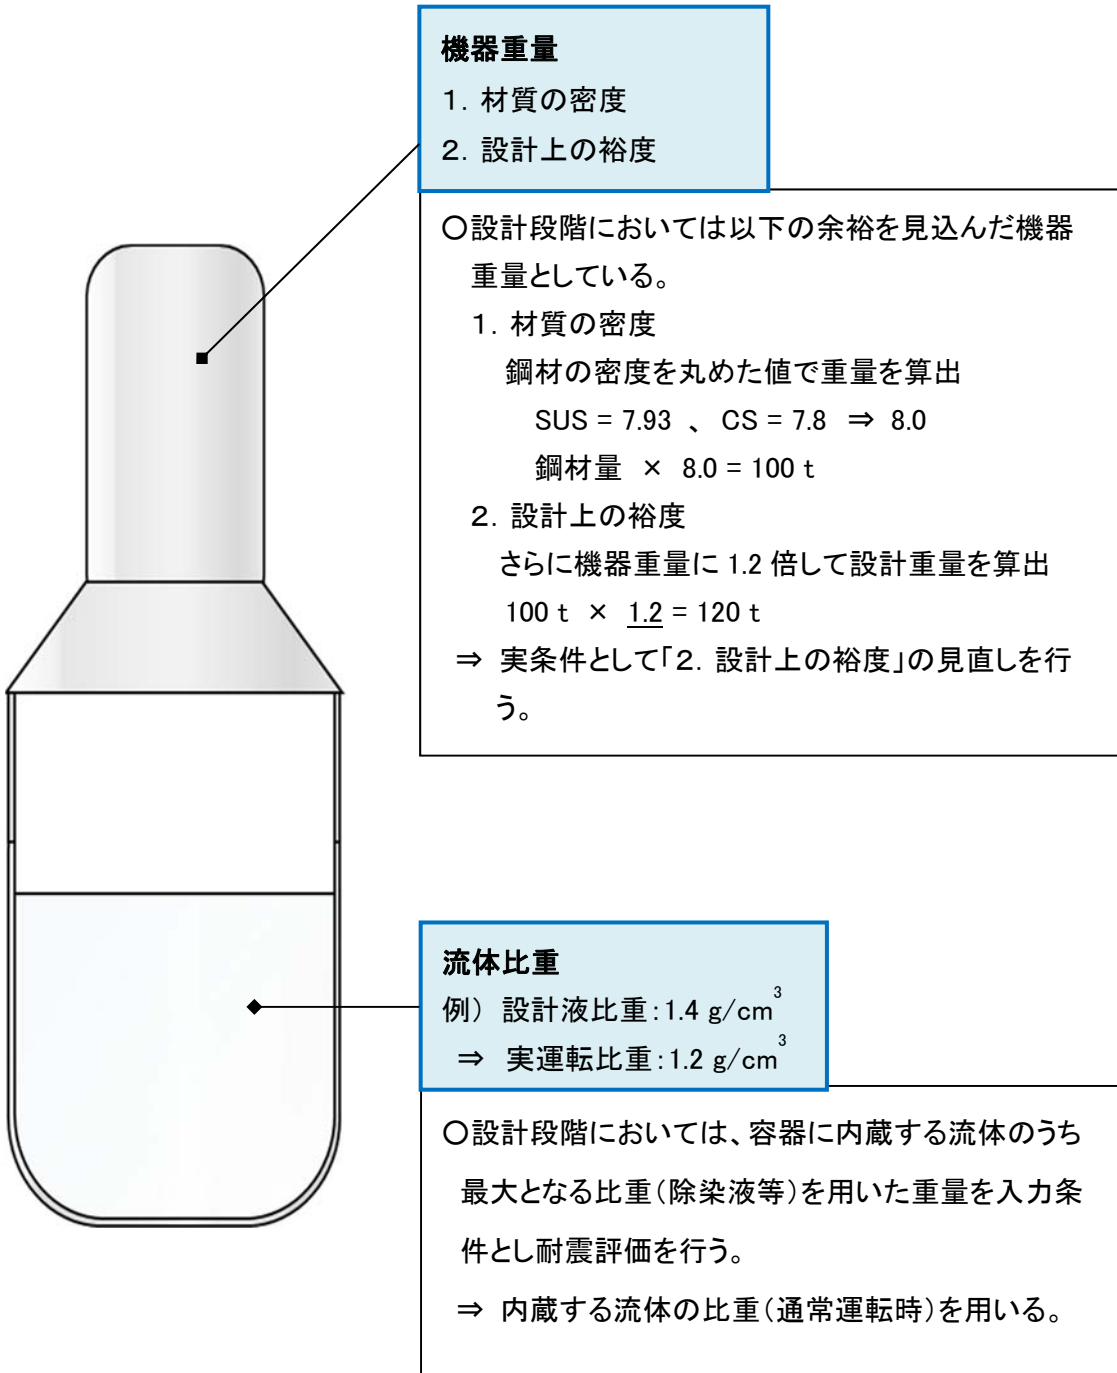 機器重量
１．材質の密度
２．設計上の裕度
○設計段階においては以下の余裕を見込んだ機器
重量としている。
１．材質の密度
鋼材の密度を丸めた値で重量を算出
SUS = 7.93 、 CS = 7.8 ⇒ 8.0
鋼材量 × 8.0 = 100 t
２．設計上の裕度
さらに機器重量に 1.2 倍して設計重量を算出
100 t × 1.2 = 120 t
⇒ 実条件として「２．設計上の裕度」の見直しを行
う。
流体比重
例） 設計液比重：1.4 g/cm³
⇒ 実運転比重：1.2 g/cm³
○設計段階においては、容器に内蔵する流体のうち
最大となる比重（除染液等）を用いた重量を入力条
件とし耐震評価を行う。
⇒ 内蔵する流体の比重（通常運転時）を用いる。